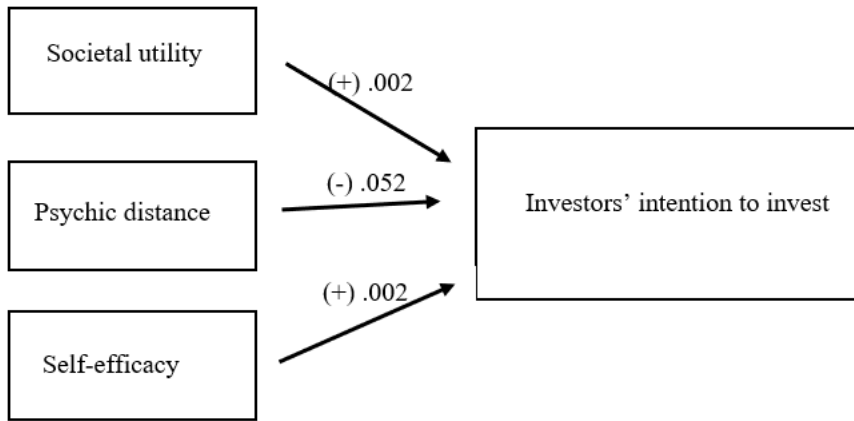 Societal utility
(+) .002
Psychic distance
(-) .052
Investors’ intention to invest
(+) .002
Self-efficacy